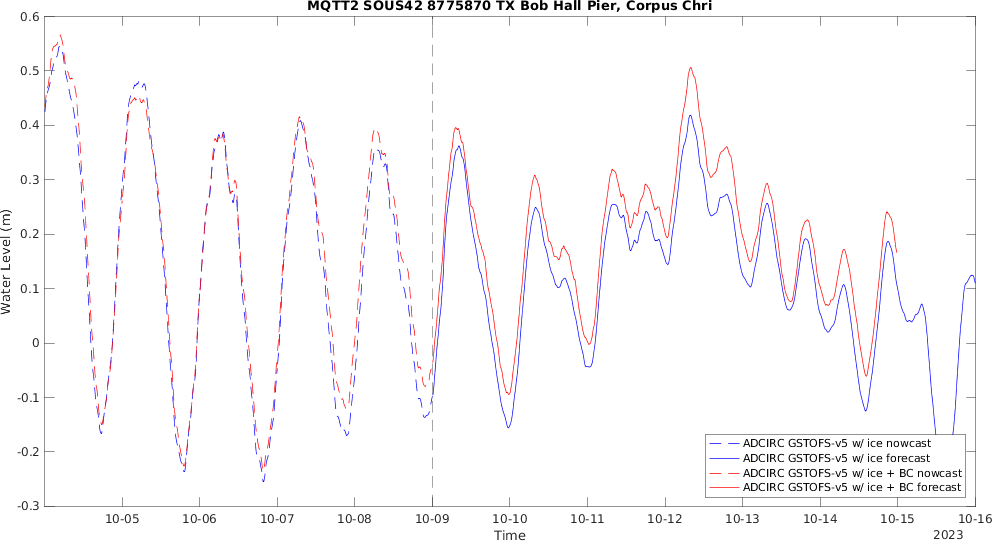 MQTT2 SOUS42 8775870 TX Bob Hall Pier, Corpus Chri
Water Level (m)
0.6
0.5
0.4
0.3
0.2
0.1
0
-0.1
-0.2
-0.3
ADCIRC GSTOFS-v5 w/ ice nowcast
ADCIRC GSTOFS-v5 w/ ice forecast
ADCIRC GSTOFS-v5 w/ ice + BC nowcast
ADCIRC GSTOFS-v5 w/ ice + BC forecast
10-05 10-06 10-07 10-08 10-09 10-10 10-11 10-12 10-13 10-14 10-15 10-16
Time
2023